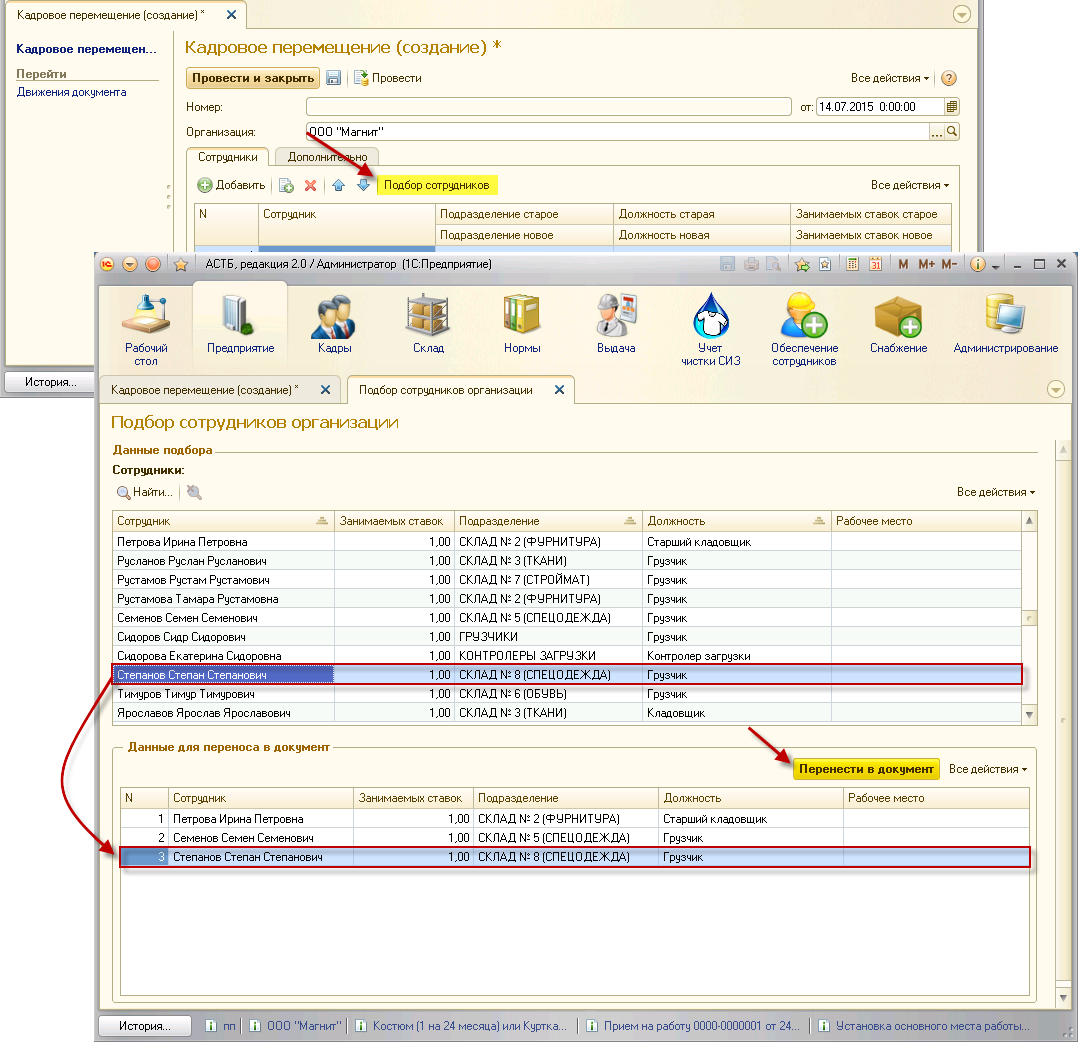 Кадровое перемещение (создание) *
Кадровое перемещен...
Перейти
Движения документа
Кадровое перемещение (создание) *
Провести и закрыть Провести Все действия
Номер: от: 14.07.2015 0:00:00
Организация: ООО "Магнит"
Сотрудники Дополнительно
Добавить Подбор сотрудников Все действия
N Сотрудник Подразделение старое Должность старая Занимаемых ставок старое
Подразделение новое Должность новая Занимаемых ставок новое
История...
АСТБ, редакция 2.0 / Администратор (1С:Предприятие) M M+ M-
Рабочий стол Предприятие Кадры Склад Нормы Выдача Учет чистки СИЗ Обеспечение сотрудников Снабжение Администрирование
Кадровое перемещение (создание) * Подбор сотрудников организации
Подбор сотрудников организации
Данные подбора
Сотрудники:
Найти... Все действия
Сотрудник Занимаемых ставок Подразделение Должность Рабочее место
Петрова Ирина Петровна 1,00 СКЛАД № 2 (ФУРНИТУРА) Старший кладовщик
Русланов Руслан Русланович 1,00 СКЛАД № 3 (ТКАНИ) Грузчик
Рустамов Рустам Рустамович 1,00 СКЛАД № 7 (СТРОЙМАТ) Грузчик
Рустамова Тамара Рустамовна 1,00 СКЛАД № 2 (ФУРНИТУРА) Грузчик
Семенов Семен Семенович 1,00 СКЛАД № 5 (СПЕЦОДЕЖДА) Грузчик
Сидоров Сидр Сидорович 1,00 ГРУЗЧИКИ Грузчик
Сидорова Екатерина Сидоровна 1,00 КОНТРОЛЕРЫ ЗАГРУЗКИ Контролер загрузки
Степанов Степан Степанович 1,00 СКЛАД № 8 (СПЕЦОДЕЖДА) Грузчик
Тимуров Тимур Тимурович 1,00 СКЛАД № 6 (ОБУВЬ) Грузчик
Ярославов Ярослав Ярославович 1,00 СКЛАД № 3 (ТКАНИ) Кладовщик
Данные для переноса в документ
Перенести в документ Все действия
N Сотрудник Занимаемых ставок Подразделение Должность Рабочее место
1 Петрова Ирина Петровна 1,00 СКЛАД № 2 (ФУРНИТУРА) Старший кладовщик
2 Семенов Семен Семенович 1,00 СКЛАД № 5 (СПЕЦОДЕЖДА) Грузчик
3 Степанов Степан Степанович 1,00 СКЛАД № 8 (СПЕЦОДЕЖДА) Грузчик
История... пп ООО "Магнит" Костюм (1 на 24 месяца) или Куртка... Прием на работу 0000-0000001 от 24... Установка основного места работы...